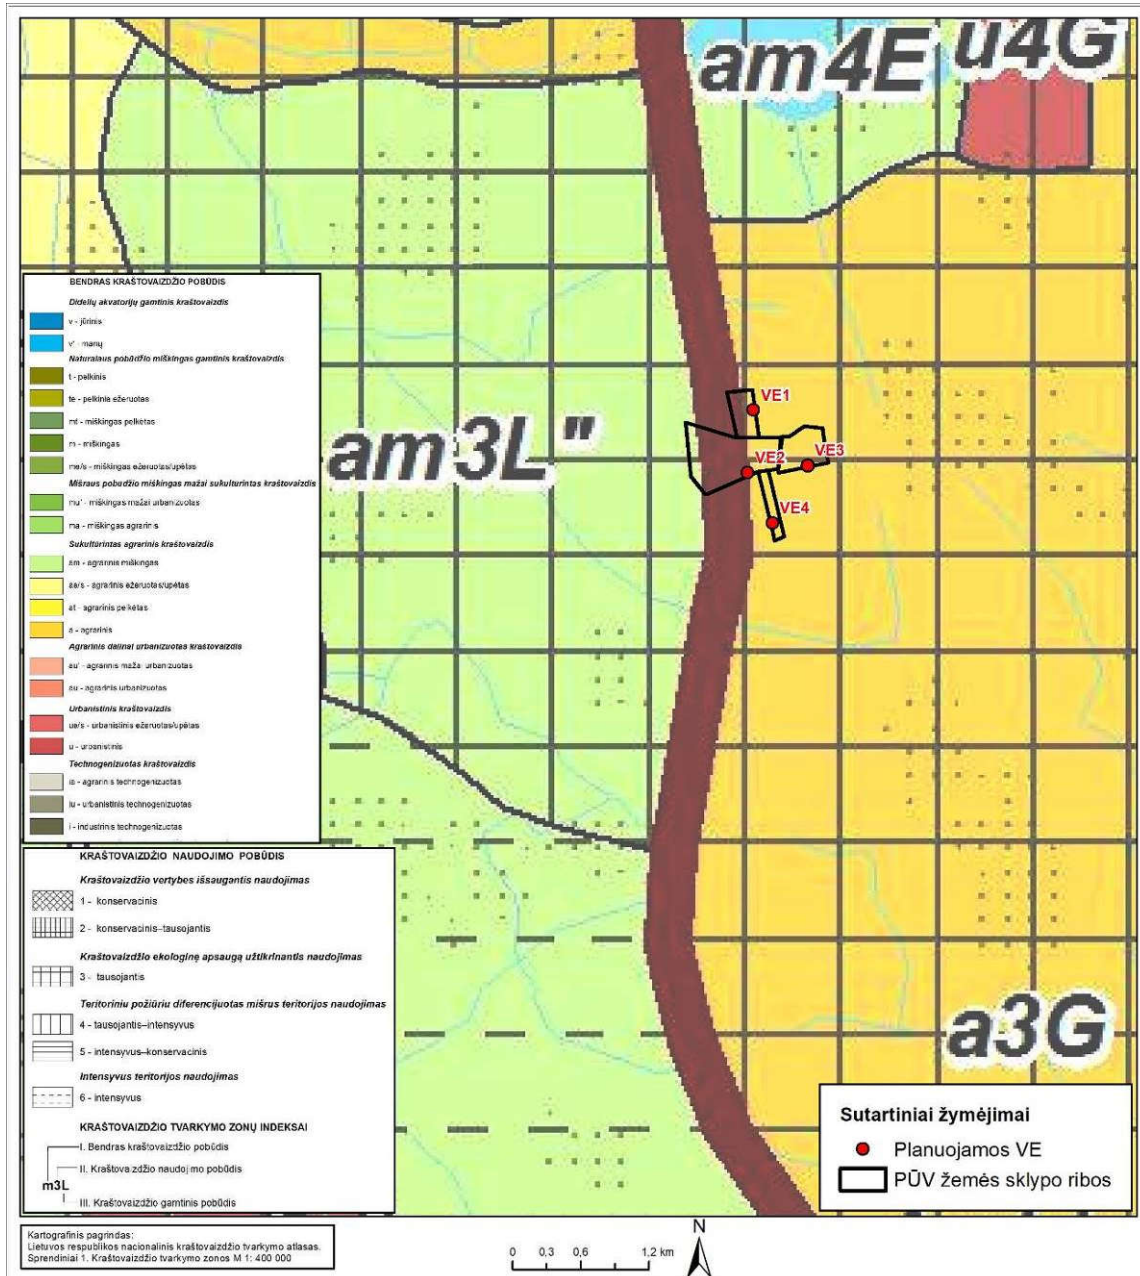 am4E
u4G
am3L"
VE1
VE2
VE3
VE4
a3G
BENDRAS KRAŠTOVAIZDŽIO POBŪDIS
Didelių akvatorijų gamtinis kraštovaizdis
v - jūrinis
v' - marių
Natūralaus pobūdžio miškingas gamtinis kraštovaizdis
t - pelkinis
te - pelkinis ežeruotas
mt - miškingas pelkėtas
m - miškingas
me/s - miškingas ežeruotas/upėtas
Mišraus pobūdžio miškingas mažai sukultūrintas kraštovaizdis
mu' - miškingas mažai urbanizuotas
ma - miškingas agrarinis
Sukultūrintas agrarinis kraštovaizdis
am - agrarinis miškingas
ae/s - agrarinis ežeruotas/upėtas
at - agrarinis pelkėtas
a - agrarinis
Agrarinis dalinai urbanizuotas kraštovaizdis
au' - agrarinis mažai urbanizuotas
au - agrarinis urbanizuotas
Urbanistinis kraštovaizdis
ue/s - urbanistinis ežeruotas/upėtas
u - urbanistinis
Technogenizuotas kraštovaizdis
ia - agrarinis technogenizuotas
iu - urbanistinis technogenizuotas
i - industrinis technogenizuotas
KRAŠTOVAIZDŽIO NAUDOJIMO POBŪDIS
Kraštovaizdžio vertybes išsaugantis naudojimas
1 - konservacinis
2 - konservacinis–tausojantis
Kraštovaizdžio ekologinę apsaugą užtikrinantis naudojimas
3 - tausojantis
Teritoriniu požiūriu diferencijuotas mišrus teritorijos naudojimas
4 - tausojantis–intensyvus
5 - intensyvus–konservacinis
Intensyvus teritorijos naudojimas
6 - intensyvus
KRAŠTOVAIZDŽIO TVARKYMO ZONŲ INDEKSAI
I. Bendras kraštovaizdžio pobūdis
II. Kraštovaizdžio naudojimo pobūdis
m3L
III. Kraštovaizdžio gamtinis pobūdis
Sutartiniai žymėjimai
Planuojamos VE
PŪV žemės sklypo ribos
Kartografinis pagrindas:
Lietuvos respublikos nacionalinis kraštovaizdžio tvarkymo atlasas.
Sprendiniai 1. Kraštovaizdžio tvarkymo zonos M 1: 400 000
0 0,3 0,6 1,2 km
N